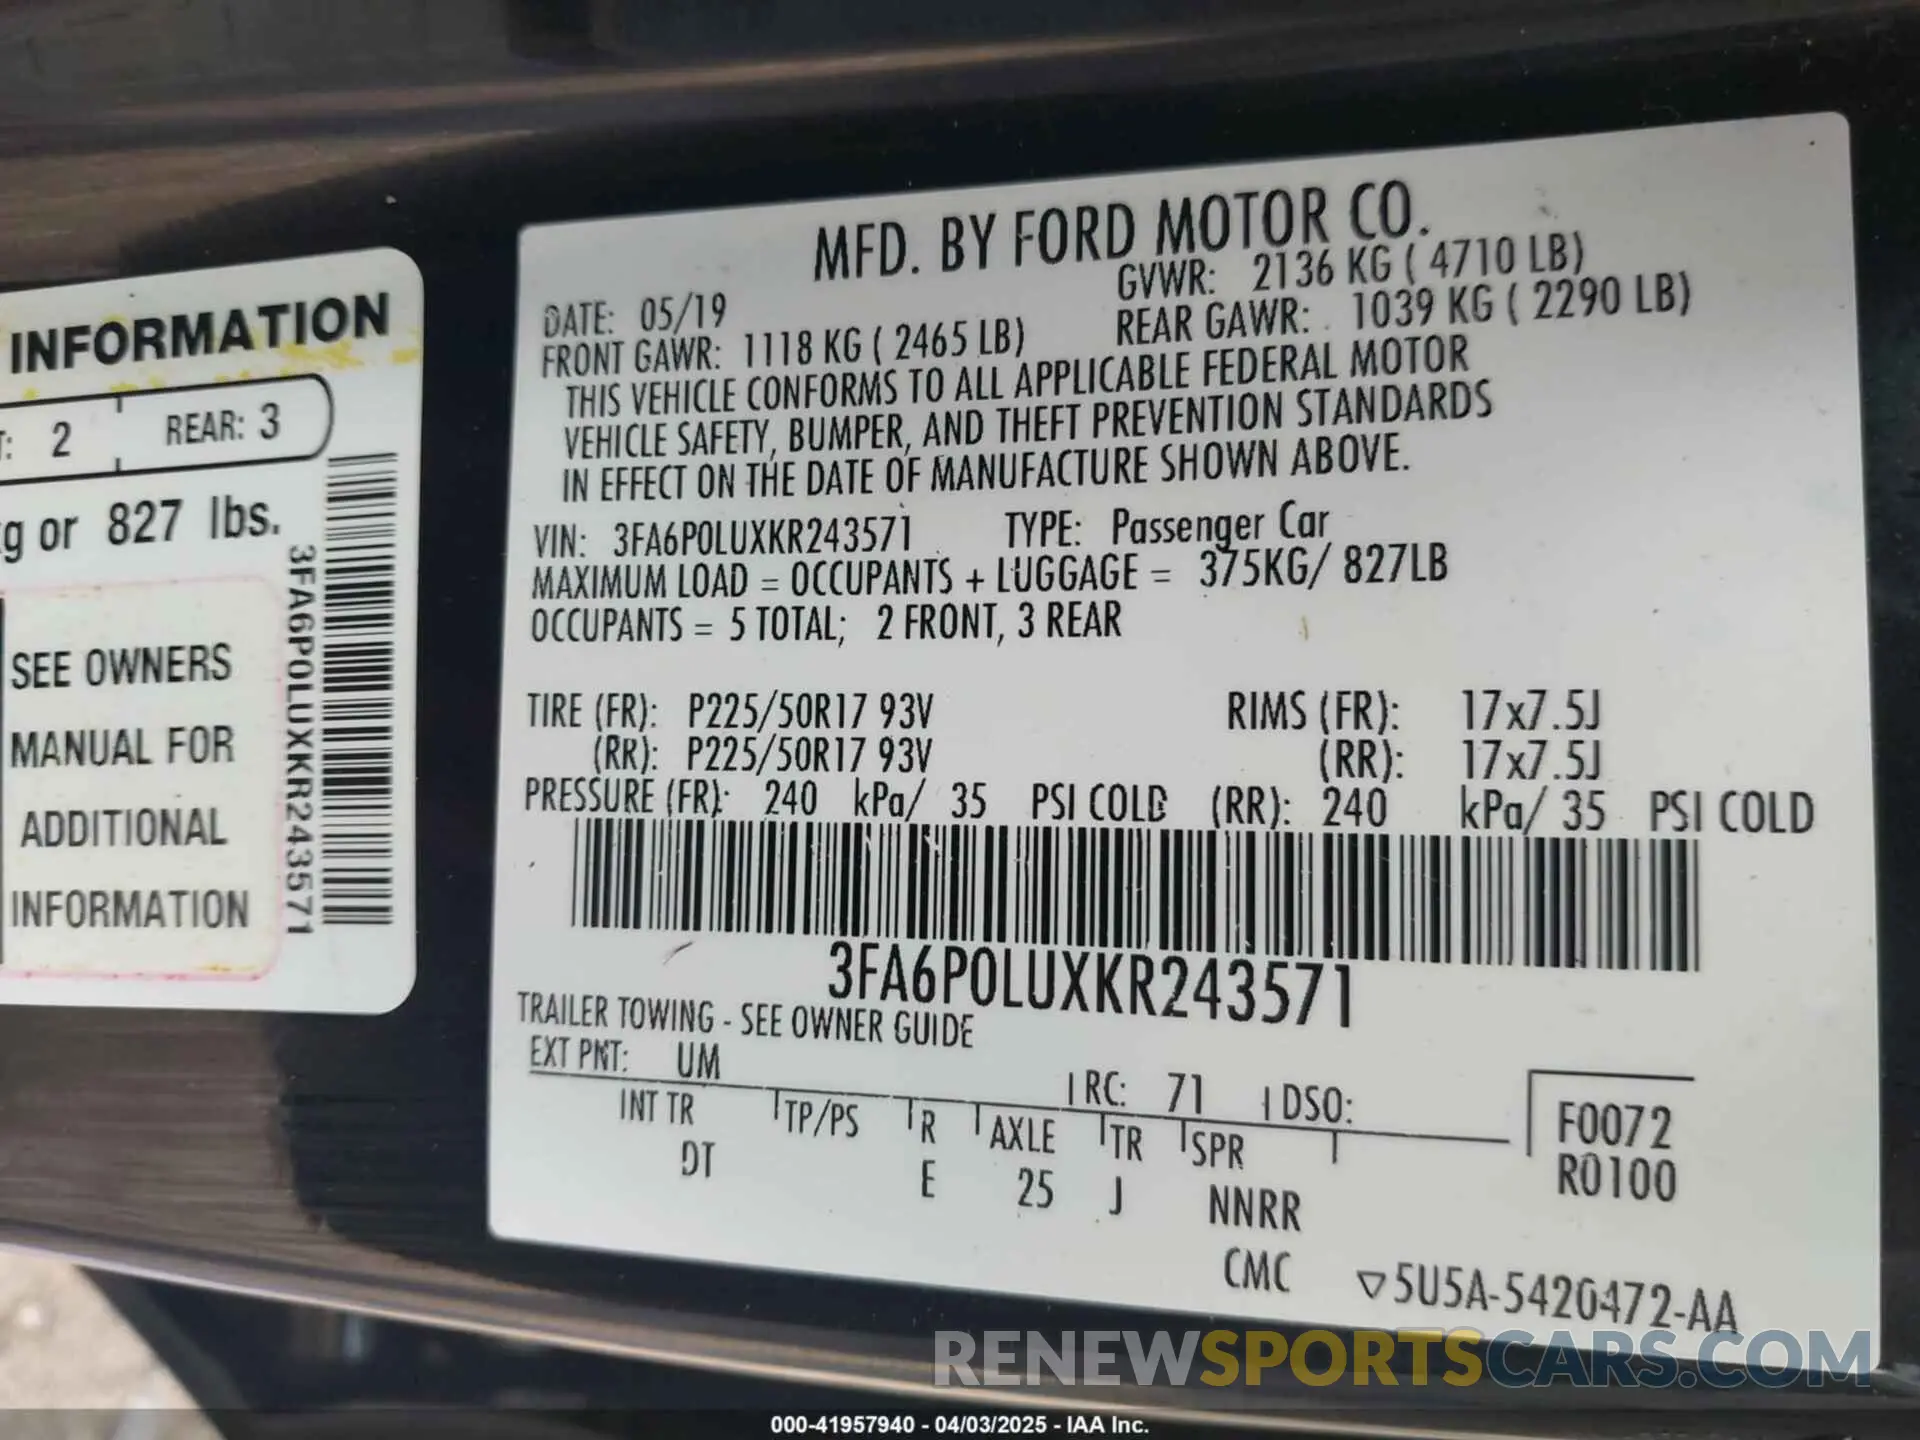 INFORMATION
: 2 REAR: 3
g or 827 lbs.
SEE OWNERS
MANUAL FOR
ADDITIONAL
INFORMATION
3FA6P0LUXKR243571
MFD. BY FORD MOTOR CO.
DATE: 05/19 GVWR: 2136 KG ( 4710 LB)
FRONT GAWR: 1118 KG ( 2465 LB) REAR GAWR: 1039 KG ( 2290 LB)
THIS VEHICLE CONFORMS TO ALL APPLICABLE FEDERAL MOTOR
VEHICLE SAFETY, BUMPER, AND THEFT PREVENTION STANDARDS
IN EFFECT ON THE DATE OF MANUFACTURE SHOWN ABOVE.
VIN: 3FA6P0LUXKR243571 TYPE: Passenger Car
MAXIMUM LOAD = OCCUPANTS + LUGGAGE = 375KG/ 827LB
OCCUPANTS = 5 TOTAL; 2 FRONT, 3 REAR
TIRE (FR): P225/50R17 93V RIMS (FR): 17x7.5J
(RR): P225/50R17 93V (RR): 17x7.5J
PRESSURE (FR): 240 kPa/ 35 PSI COLD (RR): 240 kPa/ 35 PSI COLD
3FA6P0LUXKR243571
TRAILER TOWING - SEE OWNER GUIDE
EXT PNT: UM RC: 71 DSO:
INT TR TP/PS R AXLE TR SPR
DT E 25 J NNRR
F0072
R0100
CMC ▽5U5A-5420472-AA
RENEWSPORTSCARS.COM
000-41957940 - 04/03/2025 - IAA Inc.